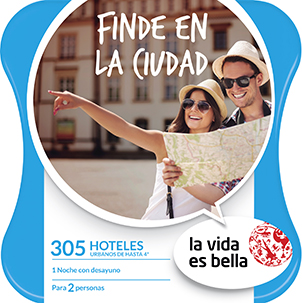 FINDE EN
LA CIUDAD
305 HOTELES
URBANOS DE HASTA 4*
1 Noche con desayuno
Para 2 personas
la vida
es bella